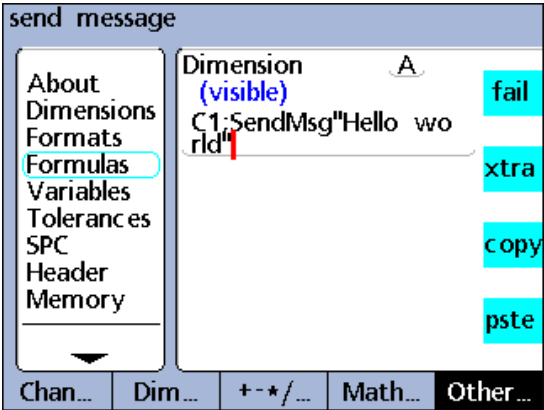 send message
About
Dimensions
Formats
Formulas
Variables
Tolerances
SPC
Header
Memory
Dimension A
(visible)
C1;SendMsg"Hello wo
rld"
fail
xtra
copy
pste
Chan... Dim... +-*/... Math... Other...